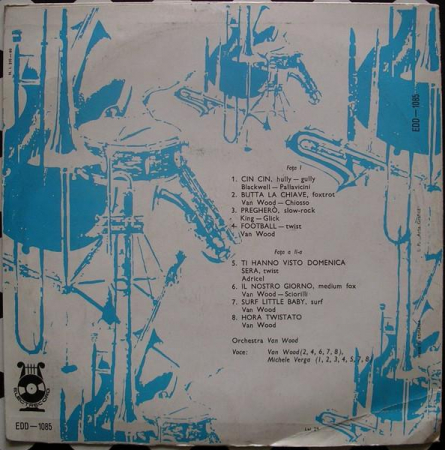 EDD—1085
Fața I
1. CIN CIN, hully — gully
Blackwell — Pallavicini
2. BUTTA LA CHIAVE, foxtrot
Van Wood — Chiosso
3. PREGHERÒ, slow-rock
King — Glick
4. FOOTBALL — twist
Van Wood
Fața a II-a
5. TI HANNO VISTO DOMENICA
SERA, twist
Adricel
6. IL NOSTRO GIORNO, medium fox
Van Wood — Sciorilli
7. SURF LITTLE BABY, surf
Van Wood
8. HORA TWISTATO
Van Wood
Orchestra Van Wood
Voce: Van Wood (2, 4, 6, 7, 8),
Michele Verga (1, 2, 3, 4, 5, 7, 8)
ELECTRECORD
EDD — 1085